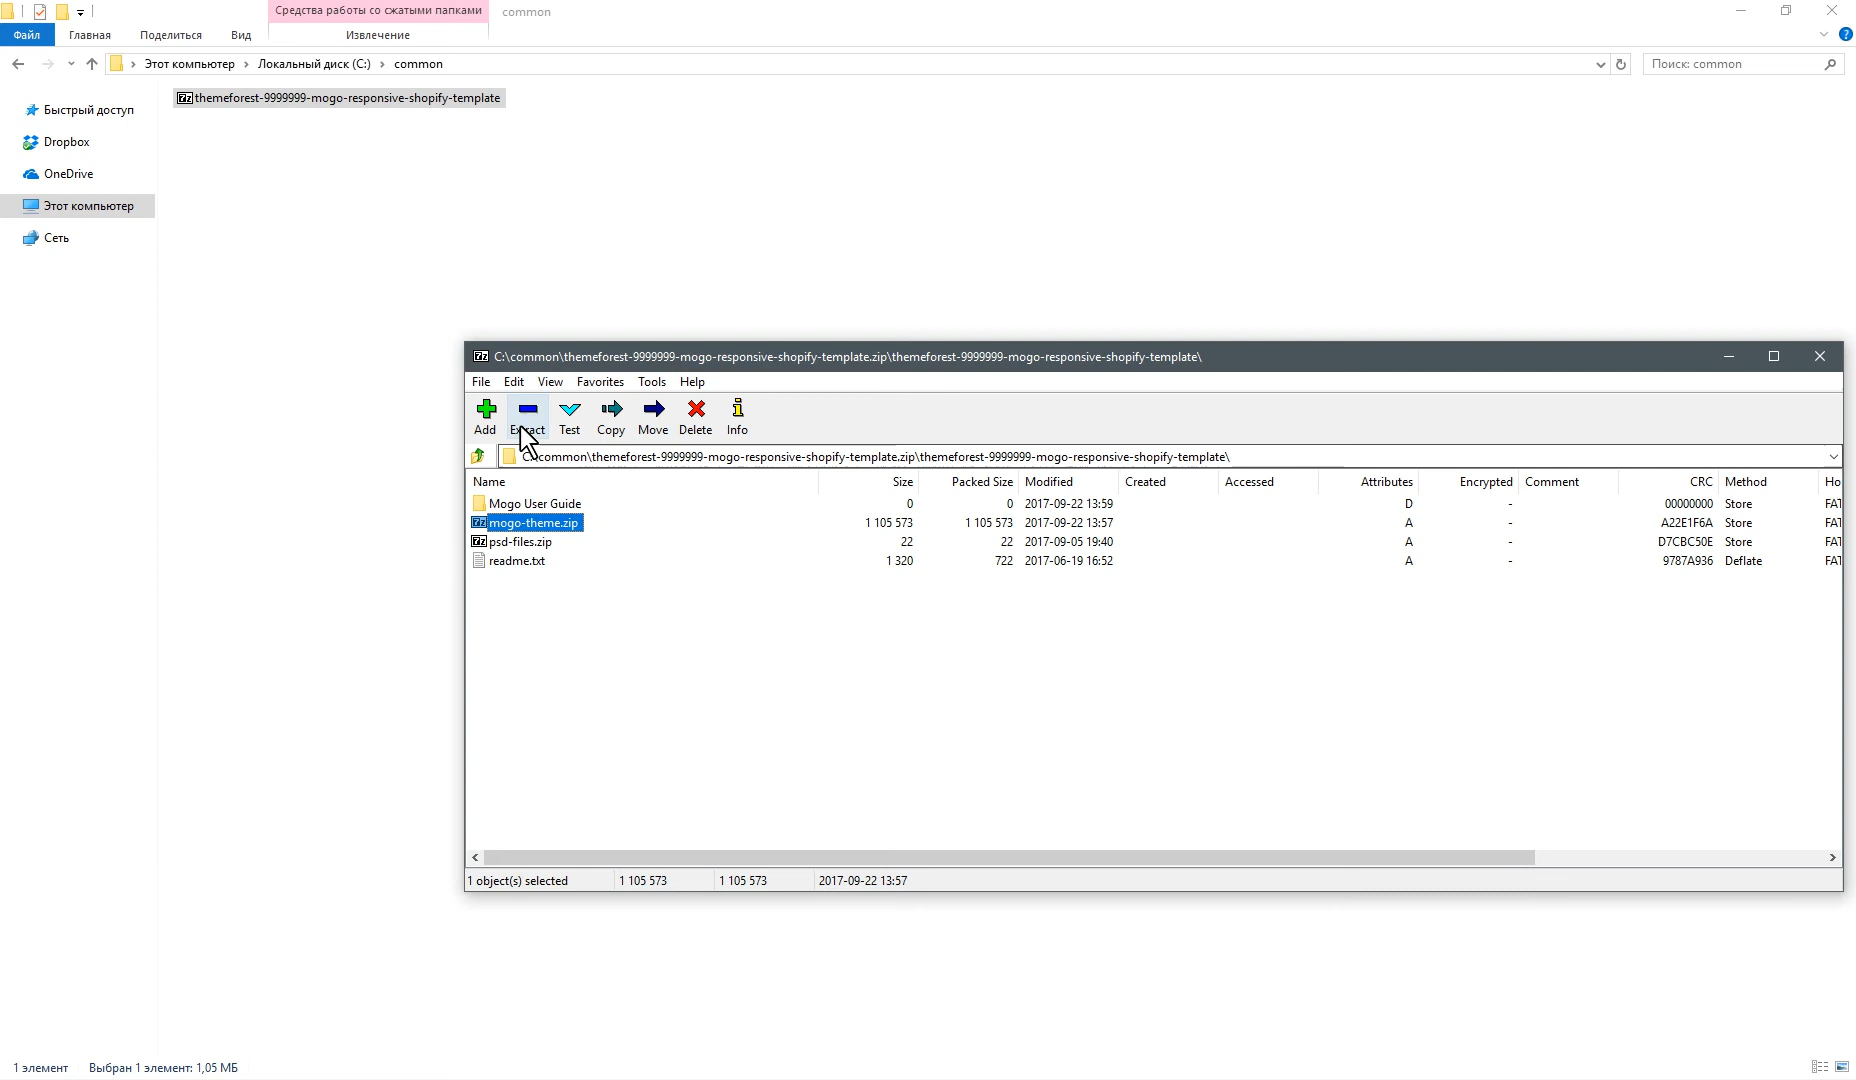 Средства работы со сжатыми папками common
Файл Главная Поделиться Вид Извлечение
Этот компьютер Локальный диск (C:) common Поиск: common
themeforest-9999999-mogo-responsive-shopify-template
Быстрый доступ
Dropbox
OneDrive
Этот компьютер
Сеть
C:\common\themeforest-9999999-mogo-responsive-shopify-template.zip\themeforest-9999999-mogo-responsive-shopify-template\
File Edit View Favorites Tools Help
Add Extract Test Copy Move Delete Info
C:\common\themeforest-9999999-mogo-responsive-shopify-template.zip\themeforest-9999999-mogo-responsive-shopify-template\
Name Size Packed Size Modified Created Accessed Attributes Encrypted Comment CRC Method Ho
Mogo User Guide 0 0 2017-09-22 13:59 D - 00000000 Store FAT
mogo-theme.zip 1 105 573 1 105 573 2017-09-22 13:57 A - A22E1F6A Store FAT
psd-files.zip 22 22 2017-09-05 19:40 A - D7CBC50E Store FAT
readme.txt 1 320 722 2017-06-19 16:52 A - 9787A936 Deflate FAT
1 object(s) selected 1 105 573 1 105 573 2017-09-22 13:57
1 элемент Выбран 1 элемент: 1,05 МБ